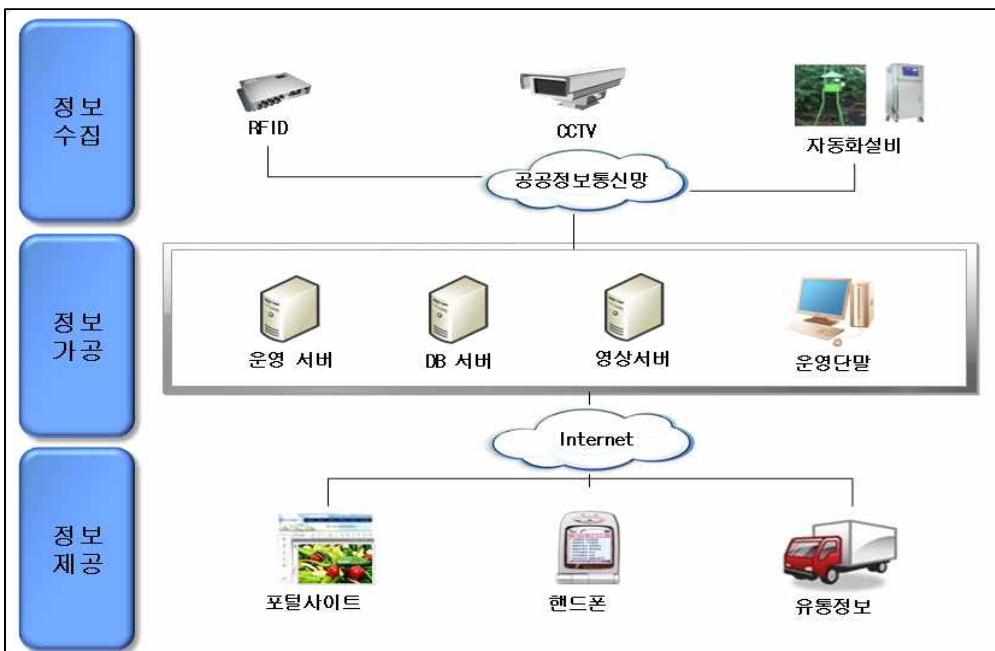 정보
수집
RFID
CCTV
자동화설비
공공정보통신망
정보
가공
운영 서버
DB 서버
영상서버
운영단말
Internet
정보
제공
포털사이트
핸드폰
유통정보